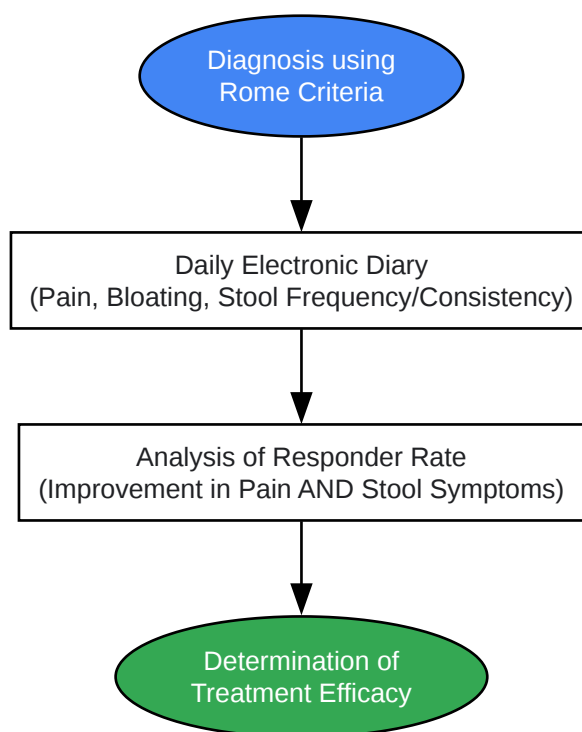 Diagnosis using
Rome Criteria
Daily Electronic Diary
(Pain, Bloating, Stool Frequency/Consistency)
Analysis of Responder Rate
(Improvement in Pain AND Stool Symptoms)
Determination of
Treatment Efficacy